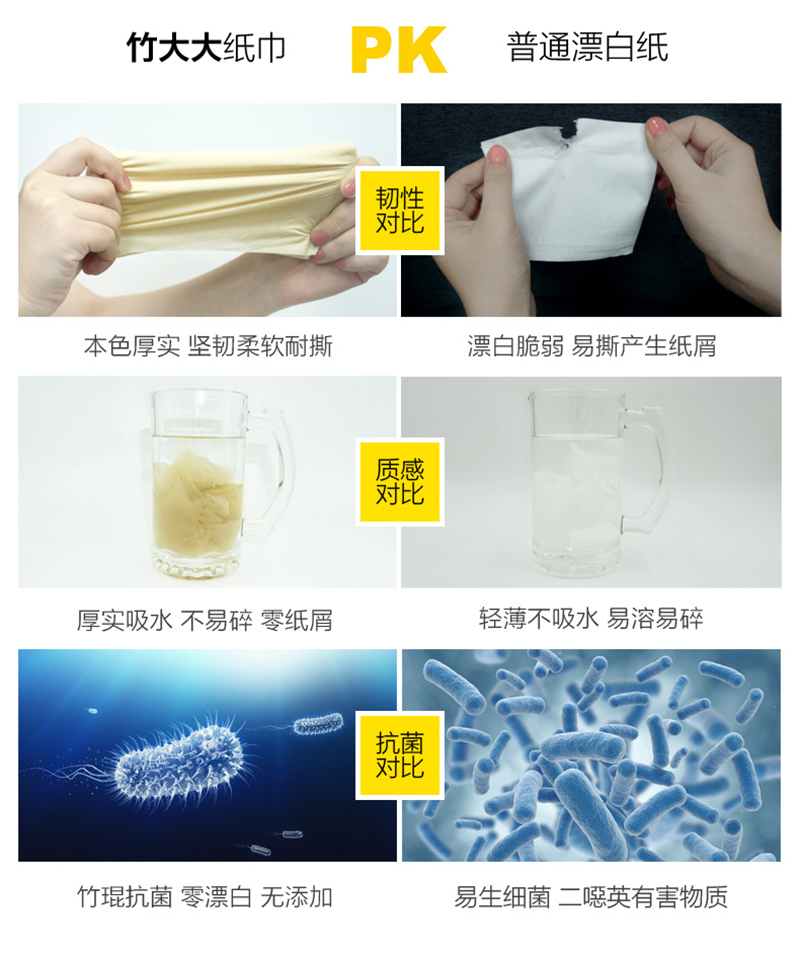 竹大大纸巾 PK 普通漂白纸
韧性
对比
本色厚实 坚韧柔软耐撕
漂白脆弱 易撕产生纸屑
质感
对比
厚实吸水 不易碎 零纸屑
轻薄不吸水 易溶易碎
抗菌
对比
竹琨抗菌 零漂白 无添加
易生细菌 二噁英有害物质